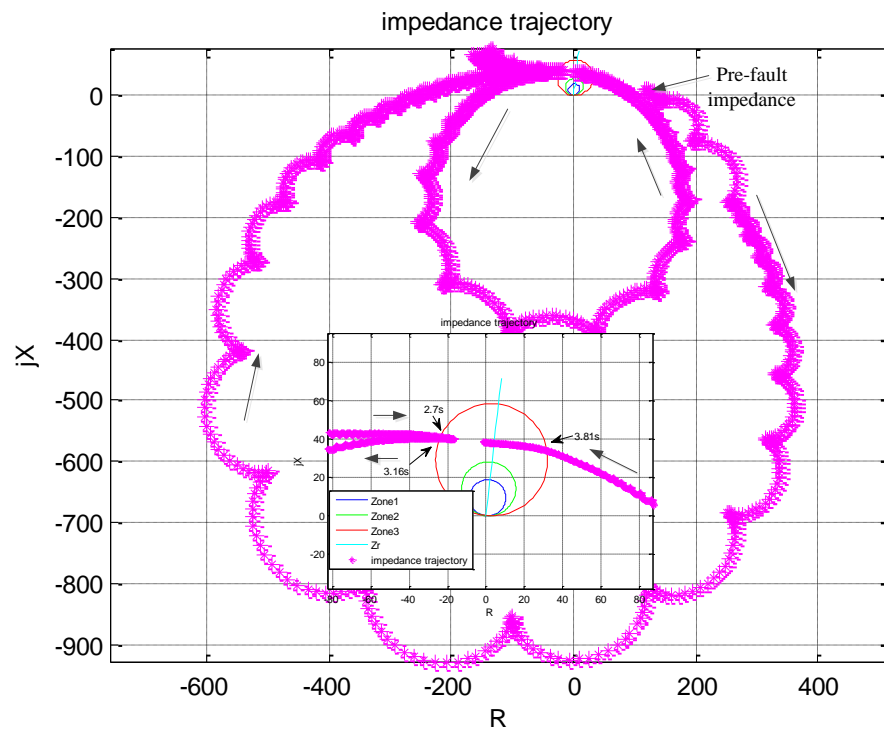 impedance trajectory
Pre-fault
impedance
0
-100
-200
-300
-400
-500
-600
-700
-800
-900
jX
-600
-400
-200
0
200
400
R
impedance trajectory
80
60
40
20
0
-20
jX
2.7s
3.81s
3.16s
Zone1
Zone2
Zone3
Zr
impedance trajectory
-80
-60
-40
-20
0
20
40
60
80
R